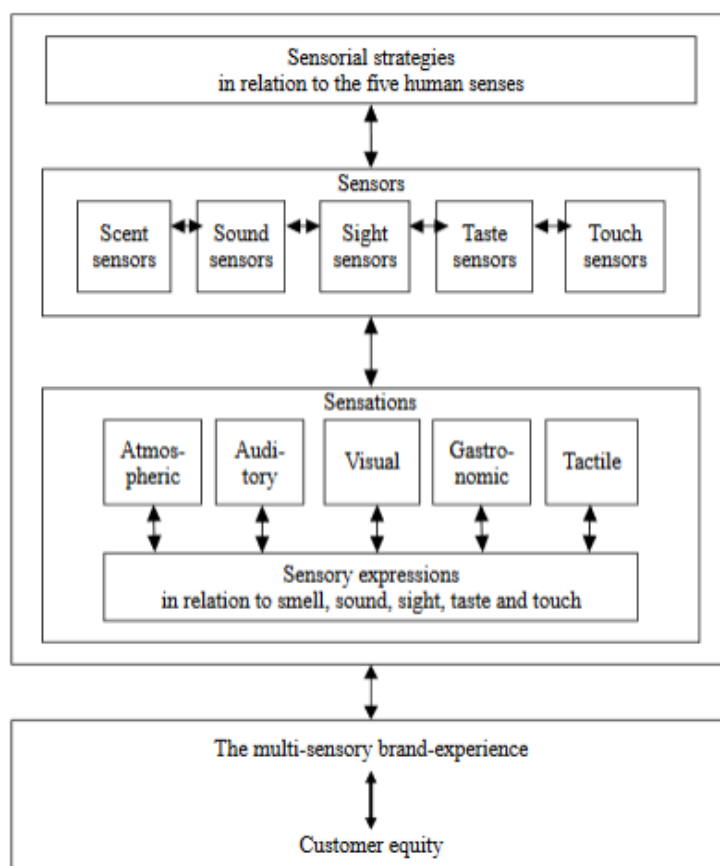 Sensorial strategies
in relation to the five human senses
Sensors
Scent
sensors
Sound
sensors
Sight
sensors
Taste
sensors
Touch
sensors
Sensations
Atmos-
pheric
Audi-
tory
Visual
Gastro-
nomic
Tactile
Sensory expressions
in relation to smell, sound, sight, taste and touch
The multi-sensory brand-experience
Customer equity